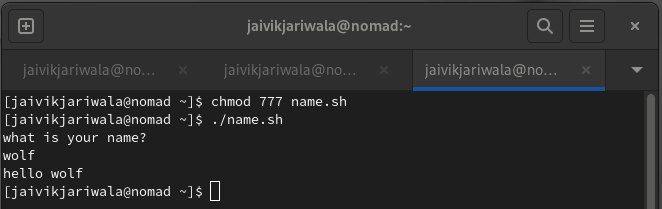 jaivikjariwala@nomad:~
jaivikjariwala@no... jaivikjariwala@no... jaivikjariwala@no...
[jaivikjariwala@nomad ~]$ chmod 777 name.sh
[jaivikjariwala@nomad ~]$ ./name.sh
what is your name?
wolf
hello wolf
[jaivikjariwala@nomad ~]$